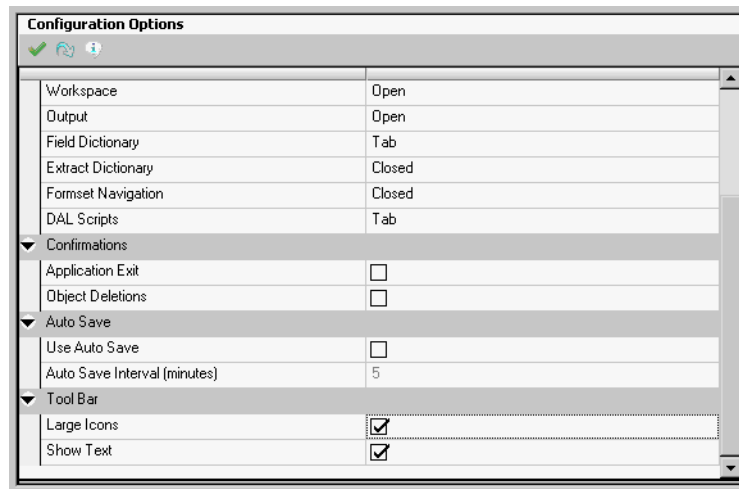 Configuration Options
Workspace Open
Output Open
Field Dictionary Tab
Extract Dictionary Closed
Formset Navigation Closed
DAL Scripts Tab
Confirmations
Application Exit
Object Deletions
Auto Save
Use Auto Save
Auto Save Interval (minutes) 5
Tool Bar
Large Icons
Show Text